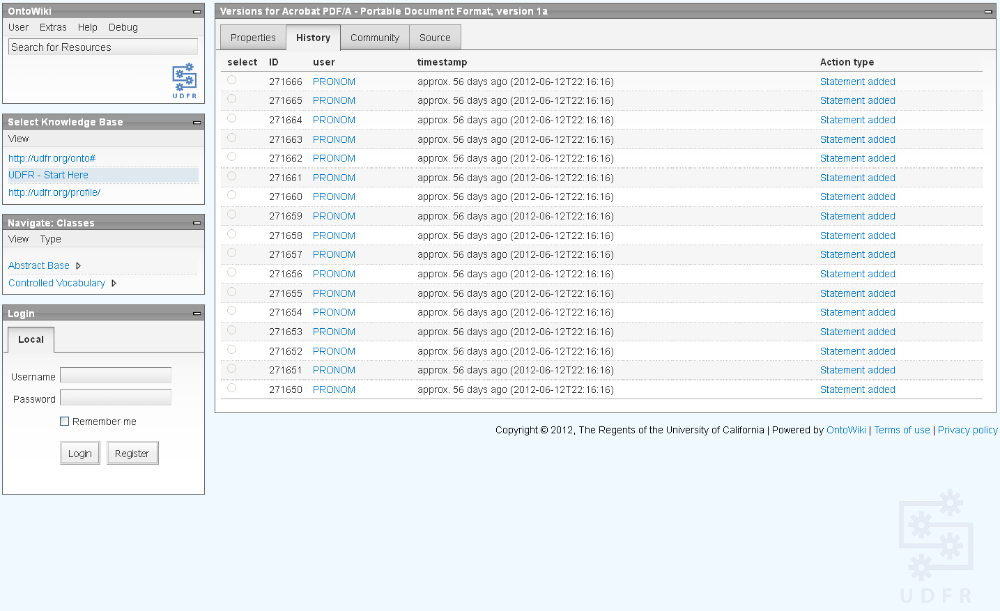 OntoWiki
User Extras Help Debug
Search for Resources
UDFR
Select Knowledge Base
View
http://udfr.org/onto#
UDFR - Start Here
http://udfr.org/profile/
Navigate: Classes
View Type
Abstract Base
Controlled Vocabulary
Login
Local
Username
Password
Remember me
Login Register
Versions for Acrobat PDF/A - Portable Document Format, version 1a
Properties History Community Source
select ID user timestamp Action type
271666 PRONOM approx. 56 days ago (2012-06-12T22:16:16) Statement added
271665 PRONOM approx. 56 days ago (2012-06-12T22:16:16) Statement added
271664 PRONOM approx. 56 days ago (2012-06-12T22:16:16) Statement added
271663 PRONOM approx. 56 days ago (2012-06-12T22:16:16) Statement added
271662 PRONOM approx. 56 days ago (2012-06-12T22:16:16) Statement added
271661 PRONOM approx. 56 days ago (2012-06-12T22:16:16) Statement added
271660 PRONOM approx. 56 days ago (2012-06-12T22:16:16) Statement added
271659 PRONOM approx. 56 days ago (2012-06-12T22:16:16) Statement added
271658 PRONOM approx. 56 days ago (2012-06-12T22:16:16) Statement added
271657 PRONOM approx. 56 days ago (2012-06-12T22:16:16) Statement added
271656 PRONOM approx. 56 days ago (2012-06-12T22:16:16) Statement added
271655 PRONOM approx. 56 days ago (2012-06-12T22:16:16) Statement added
271654 PRONOM approx. 56 days ago (2012-06-12T22:16:16) Statement added
271653 PRONOM approx. 56 days ago (2012-06-12T22:16:16) Statement added
271652 PRONOM approx. 56 days ago (2012-06-12T22:16:16) Statement added
271651 PRONOM approx. 56 days ago (2012-06-12T22:16:16) Statement added
271650 PRONOM approx. 56 days ago (2012-06-12T22:16:16) Statement added
Copyright © 2012, The Regents of the University of California | Powered by OntoWiki | Terms of use | Privacy policy
UDFR